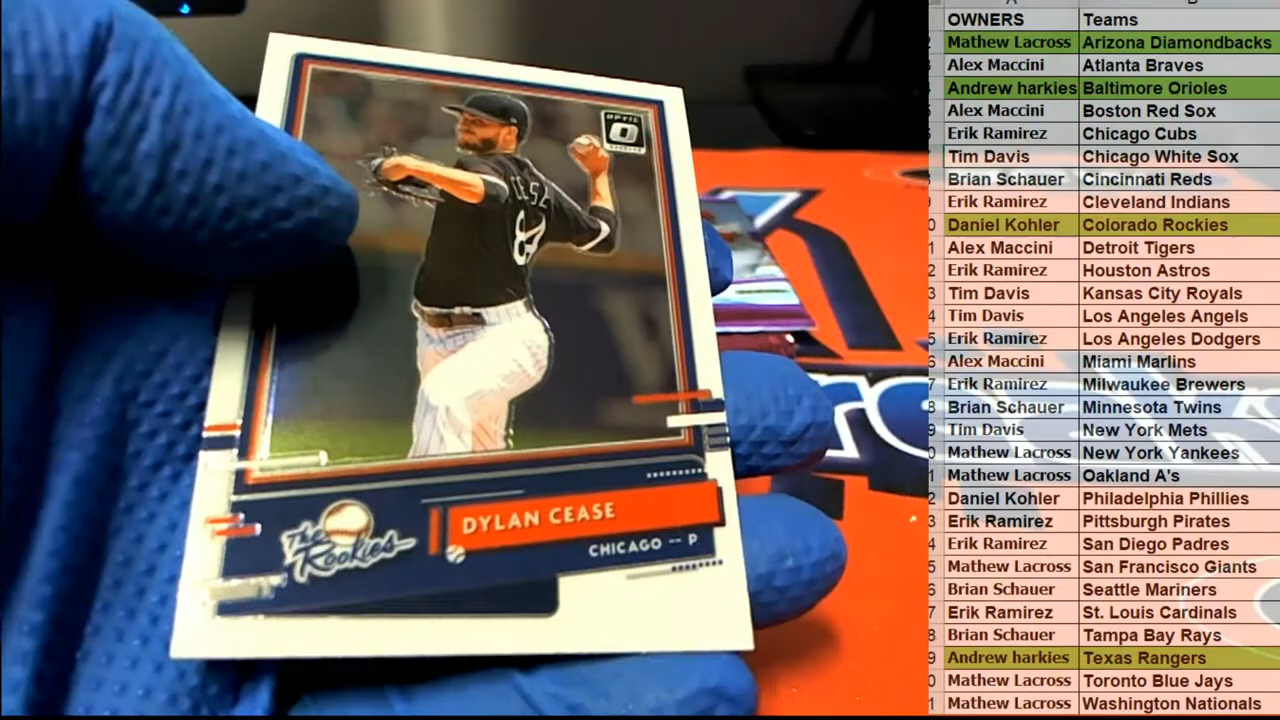 OPTIC
CEASE
84
The Rookies
DYLAN CEASE
CHICAGO -- P
OWNERS Teams
Mathew Lacross Arizona Diamondbacks
Alex Maccini Atlanta Braves
Andrew harkies Baltimore Orioles
Alex Maccini Boston Red Sox
Erik Ramirez Chicago Cubs
Tim Davis Chicago White Sox
Brian Schauer Cincinnati Reds
Erik Ramirez Cleveland Indians
Daniel Kohler Colorado Rockies
Alex Maccini Detroit Tigers
Erik Ramirez Houston Astros
Tim Davis Kansas City Royals
Tim Davis Los Angeles Angels
Erik Ramirez Los Angeles Dodgers
Alex Maccini Miami Marlins
Erik Ramirez Milwaukee Brewers
Brian Schauer Minnesota Twins
Tim Davis New York Mets
Mathew Lacross New York Yankees
Mathew Lacross Oakland A's
Daniel Kohler Philadelphia Phillies
Erik Ramirez Pittsburgh Pirates
Erik Ramirez San Diego Padres
Mathew Lacross San Francisco Giants
Brian Schauer Seattle Mariners
Erik Ramirez St. Louis Cardinals
Brian Schauer Tampa Bay Rays
Andrew harkies Texas Rangers
Mathew Lacross Toronto Blue Jays
Mathew Lacross Washington Nationals